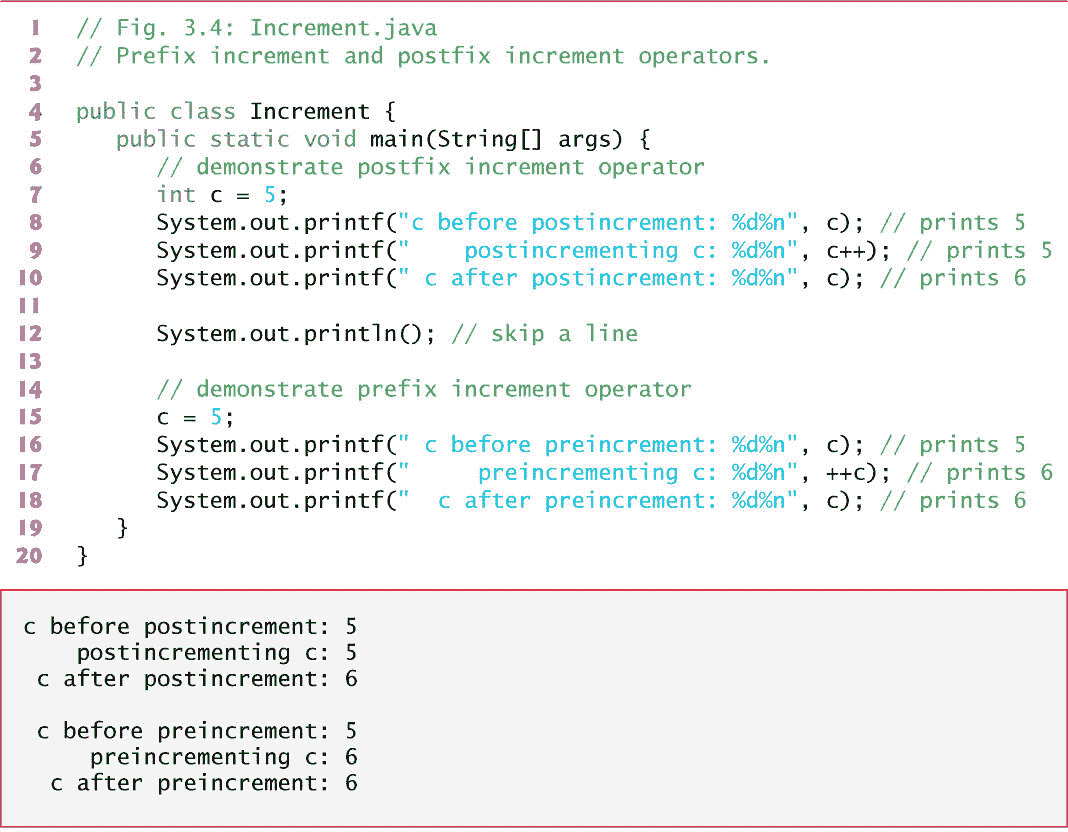 1 // Fig. 3.4: Increment.java
2 // Prefix increment and postfix increment operators.
3
4 public class Increment {
5    public static void main(String[] args) {
6       // demonstrate postfix increment operator
7       int c = 5;
8       System.out.printf("c before postincrement: %d%n", c); // prints 5
9       System.out.printf("    postincrementing c: %d%n", c++); // prints 5
10       System.out.printf(" c after postincrement: %d%n", c); // prints 6
11
12       System.out.println(); // skip a line
13
14       // demonstrate prefix increment operator
15       c = 5;
16       System.out.printf(" c before preincrement: %d%n", c); // prints 5
17       System.out.printf("     preincrementing c: %d%n", ++c); // prints 6
18       System.out.printf("  c after preincrement: %d%n", c); // prints 6
19    }
20 }
c before postincrement: 5
    postincrementing c: 5
 c after postincrement: 6

 c before preincrement: 5
     preincrementing c: 6
  c after preincrement: 6